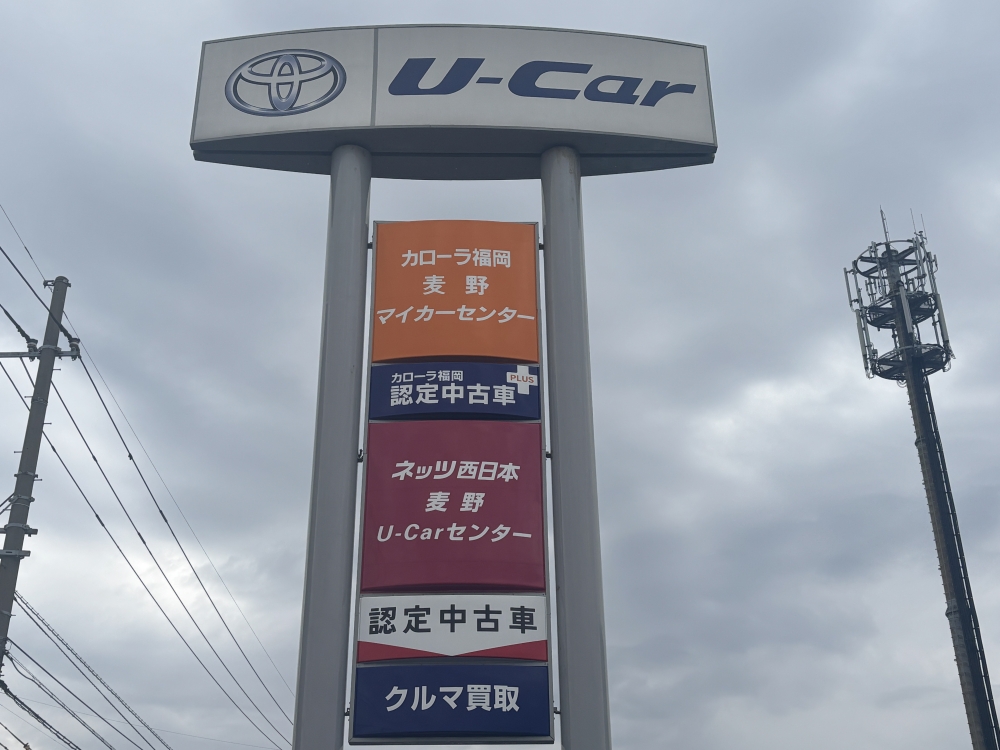 U-Car
カローラ福岡
麦野
マイカーセンター
カローラ福岡
認定中古車
PLUS
ネッツ西日本
麦野
U-Carセンター
認定中古車
クルマ買取